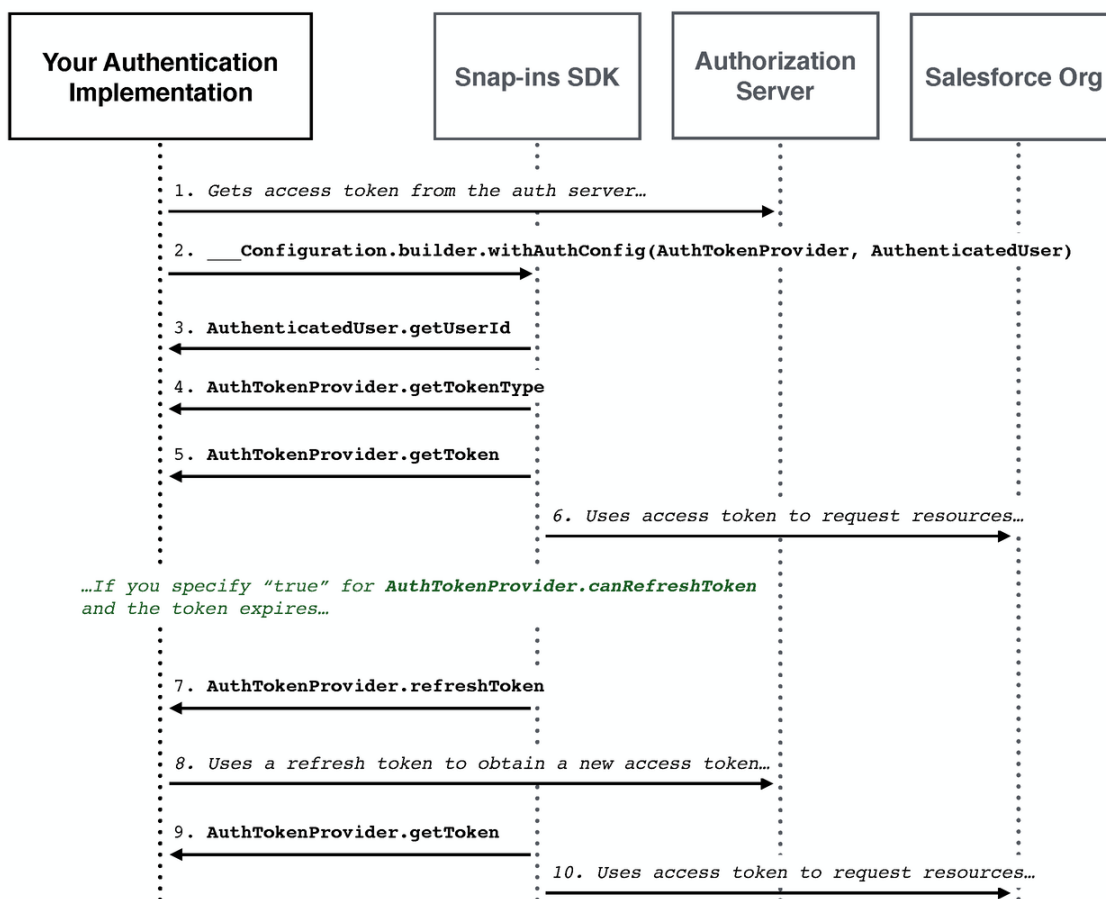 Your Authentication
Implementation
Snap-ins SDK
Authorization
Server
Salesforce Org
1. Gets access token from the auth server…
2. ___Configuration.builder.withAuthConfig(AuthTokenProvider, AuthenticatedUser)
3. AuthenticatedUser.getUserId
4. AuthTokenProvider.getTokenType
5. AuthTokenProvider.getToken
6. Uses access token to request resources…
…If you specify “true” for AuthTokenProvider.canRefreshToken
and the token expires…
7. AuthTokenProvider.refreshToken
8. Uses a refresh token to obtain a new access token…
9. AuthTokenProvider.getToken
10. Uses access token to request resources…